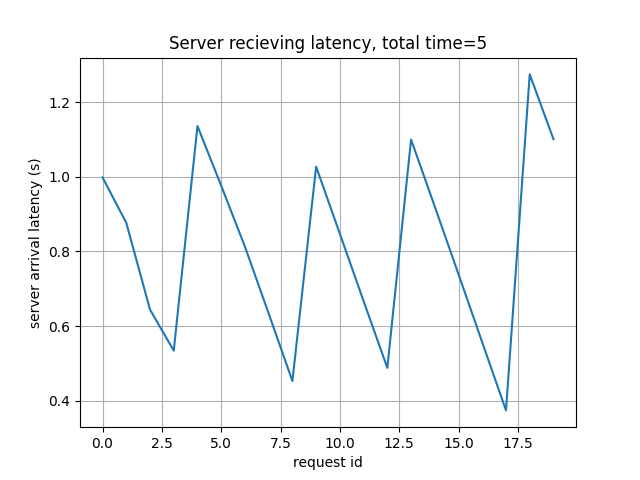 Server recieving latency, total time=5
server arrival latency (s)
1.2
1.0
0.8
0.6
0.4
0.0 2.5 5.0 7.5 10.0 12.5 15.0 17.5
request id